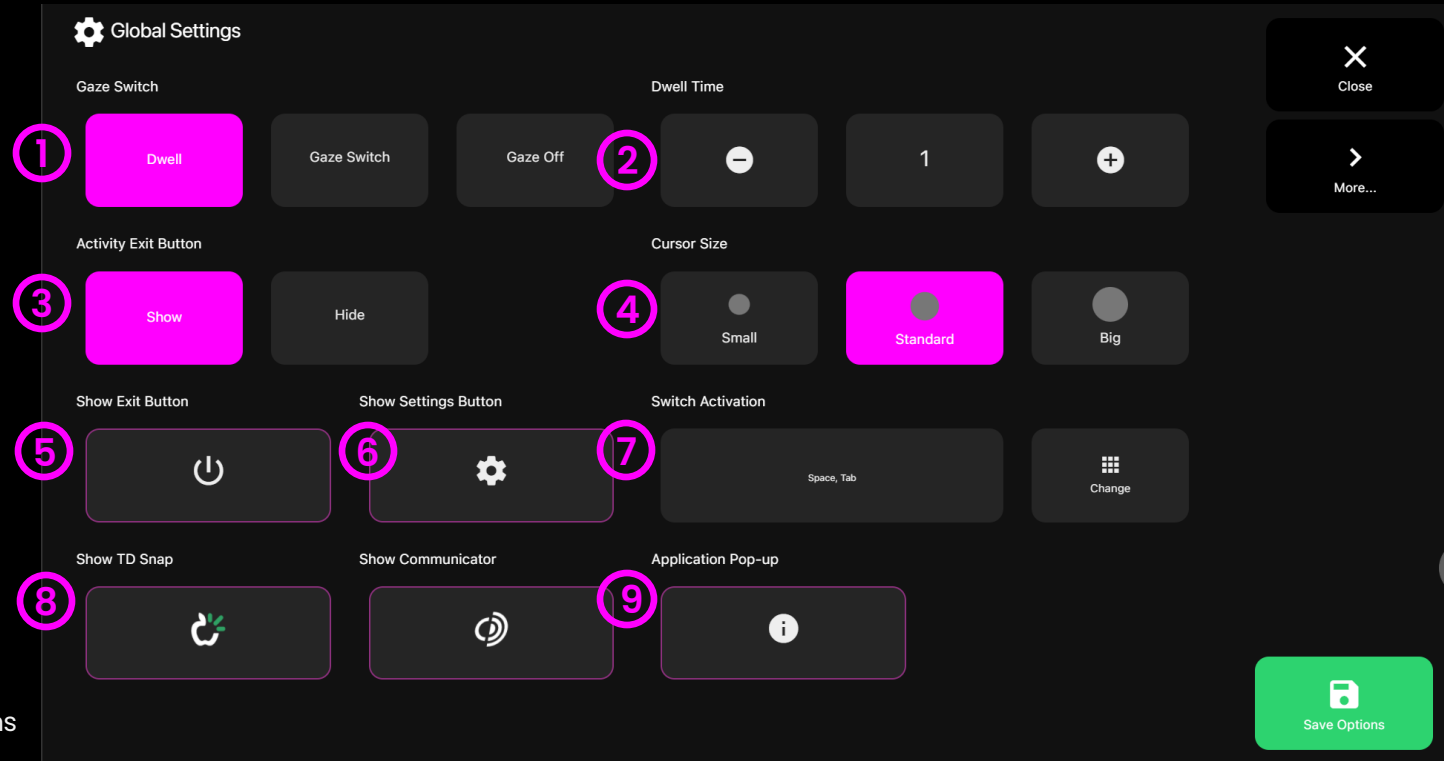 Global Settings
Close
More...
Gaze Switch
Dwell Time
1
Dwell
Gaze Switch
Gaze Off
2
1
Activity Exit Button
Cursor Size
3
Show
Hide
4
Small
Standard
Big
Show Exit Button
Show Settings Button
Switch Activation
5
6
7
Space, Tab
Change
Show TD Snap
Show Communicator
Application Pop-up
8
9
Save Options